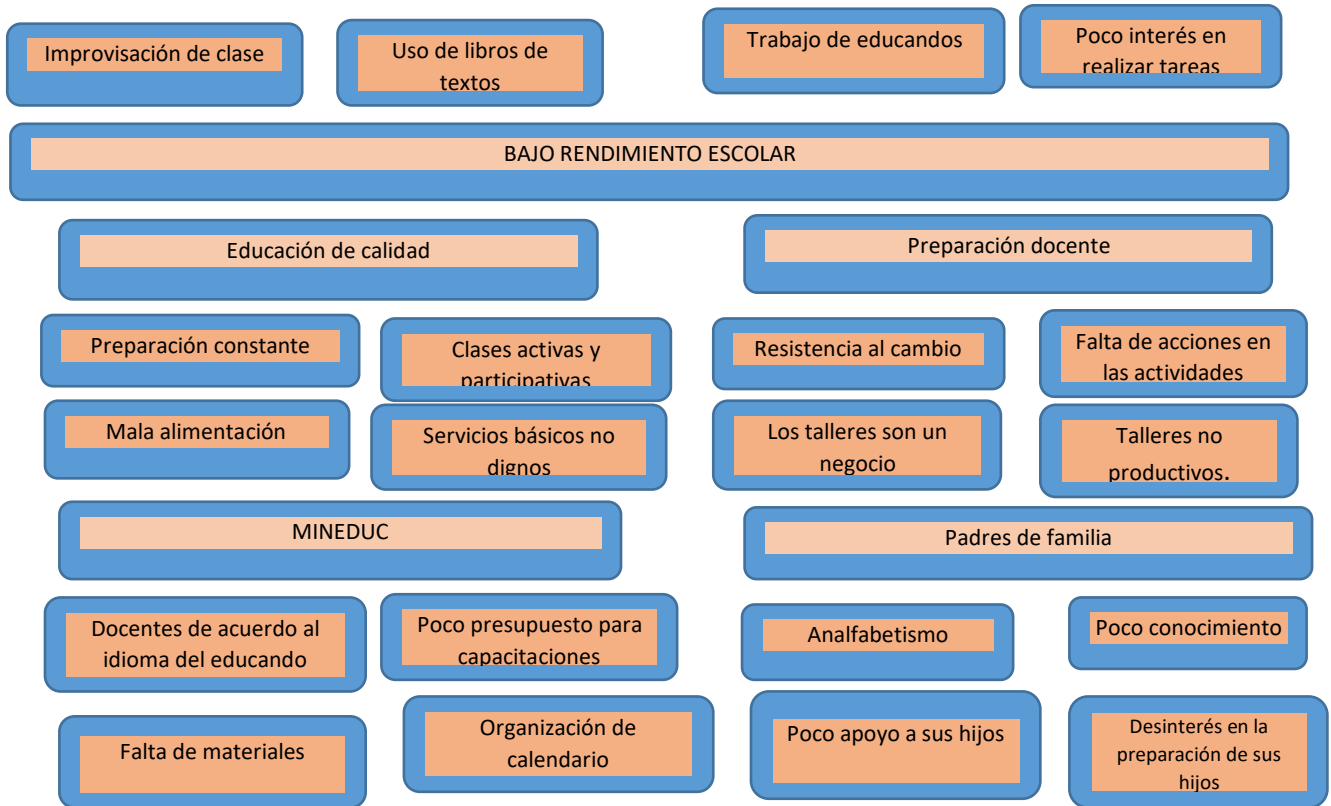 Improvisación de clase
Uso de libros de
textos
Trabajo de educandos
Poco interés en
realizar tareas
BAJO RENDIMIENTO ESCOLAR
Educación de calidad
Preparación docente
Preparación constante
Clases activas y
participativas
Resistencia al cambio
Falta de acciones en
las actividades
Mala alimentación
Servicios básicos no
dignos
Los talleres son un
negocio
Talleres no
productivos.
MINEDUC
Padres de familia
Docentes de acuerdo al
idioma del educando
Poco presupuesto para
capacitaciones
Analfabetismo
Poco conocimiento
Falta de materiales
Organización de
calendario
Poco apoyo a sus hijos
Desinterés en la
preparación de sus
hijos